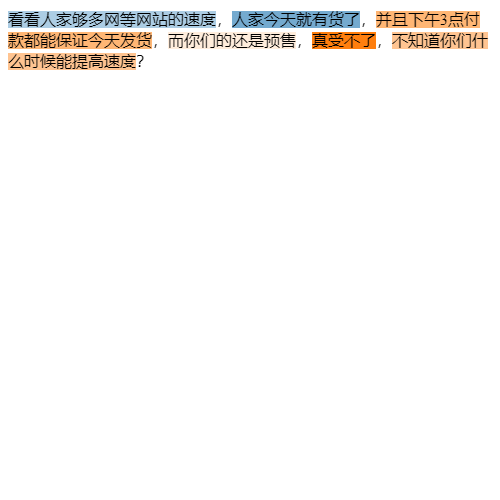 看看人家够多网等网站的速度，人家今天就有货了，并且下午3点付
款都能保证今天发货，而你们的还是预售，真受不了，不知道你们什
么时候能提高速度?